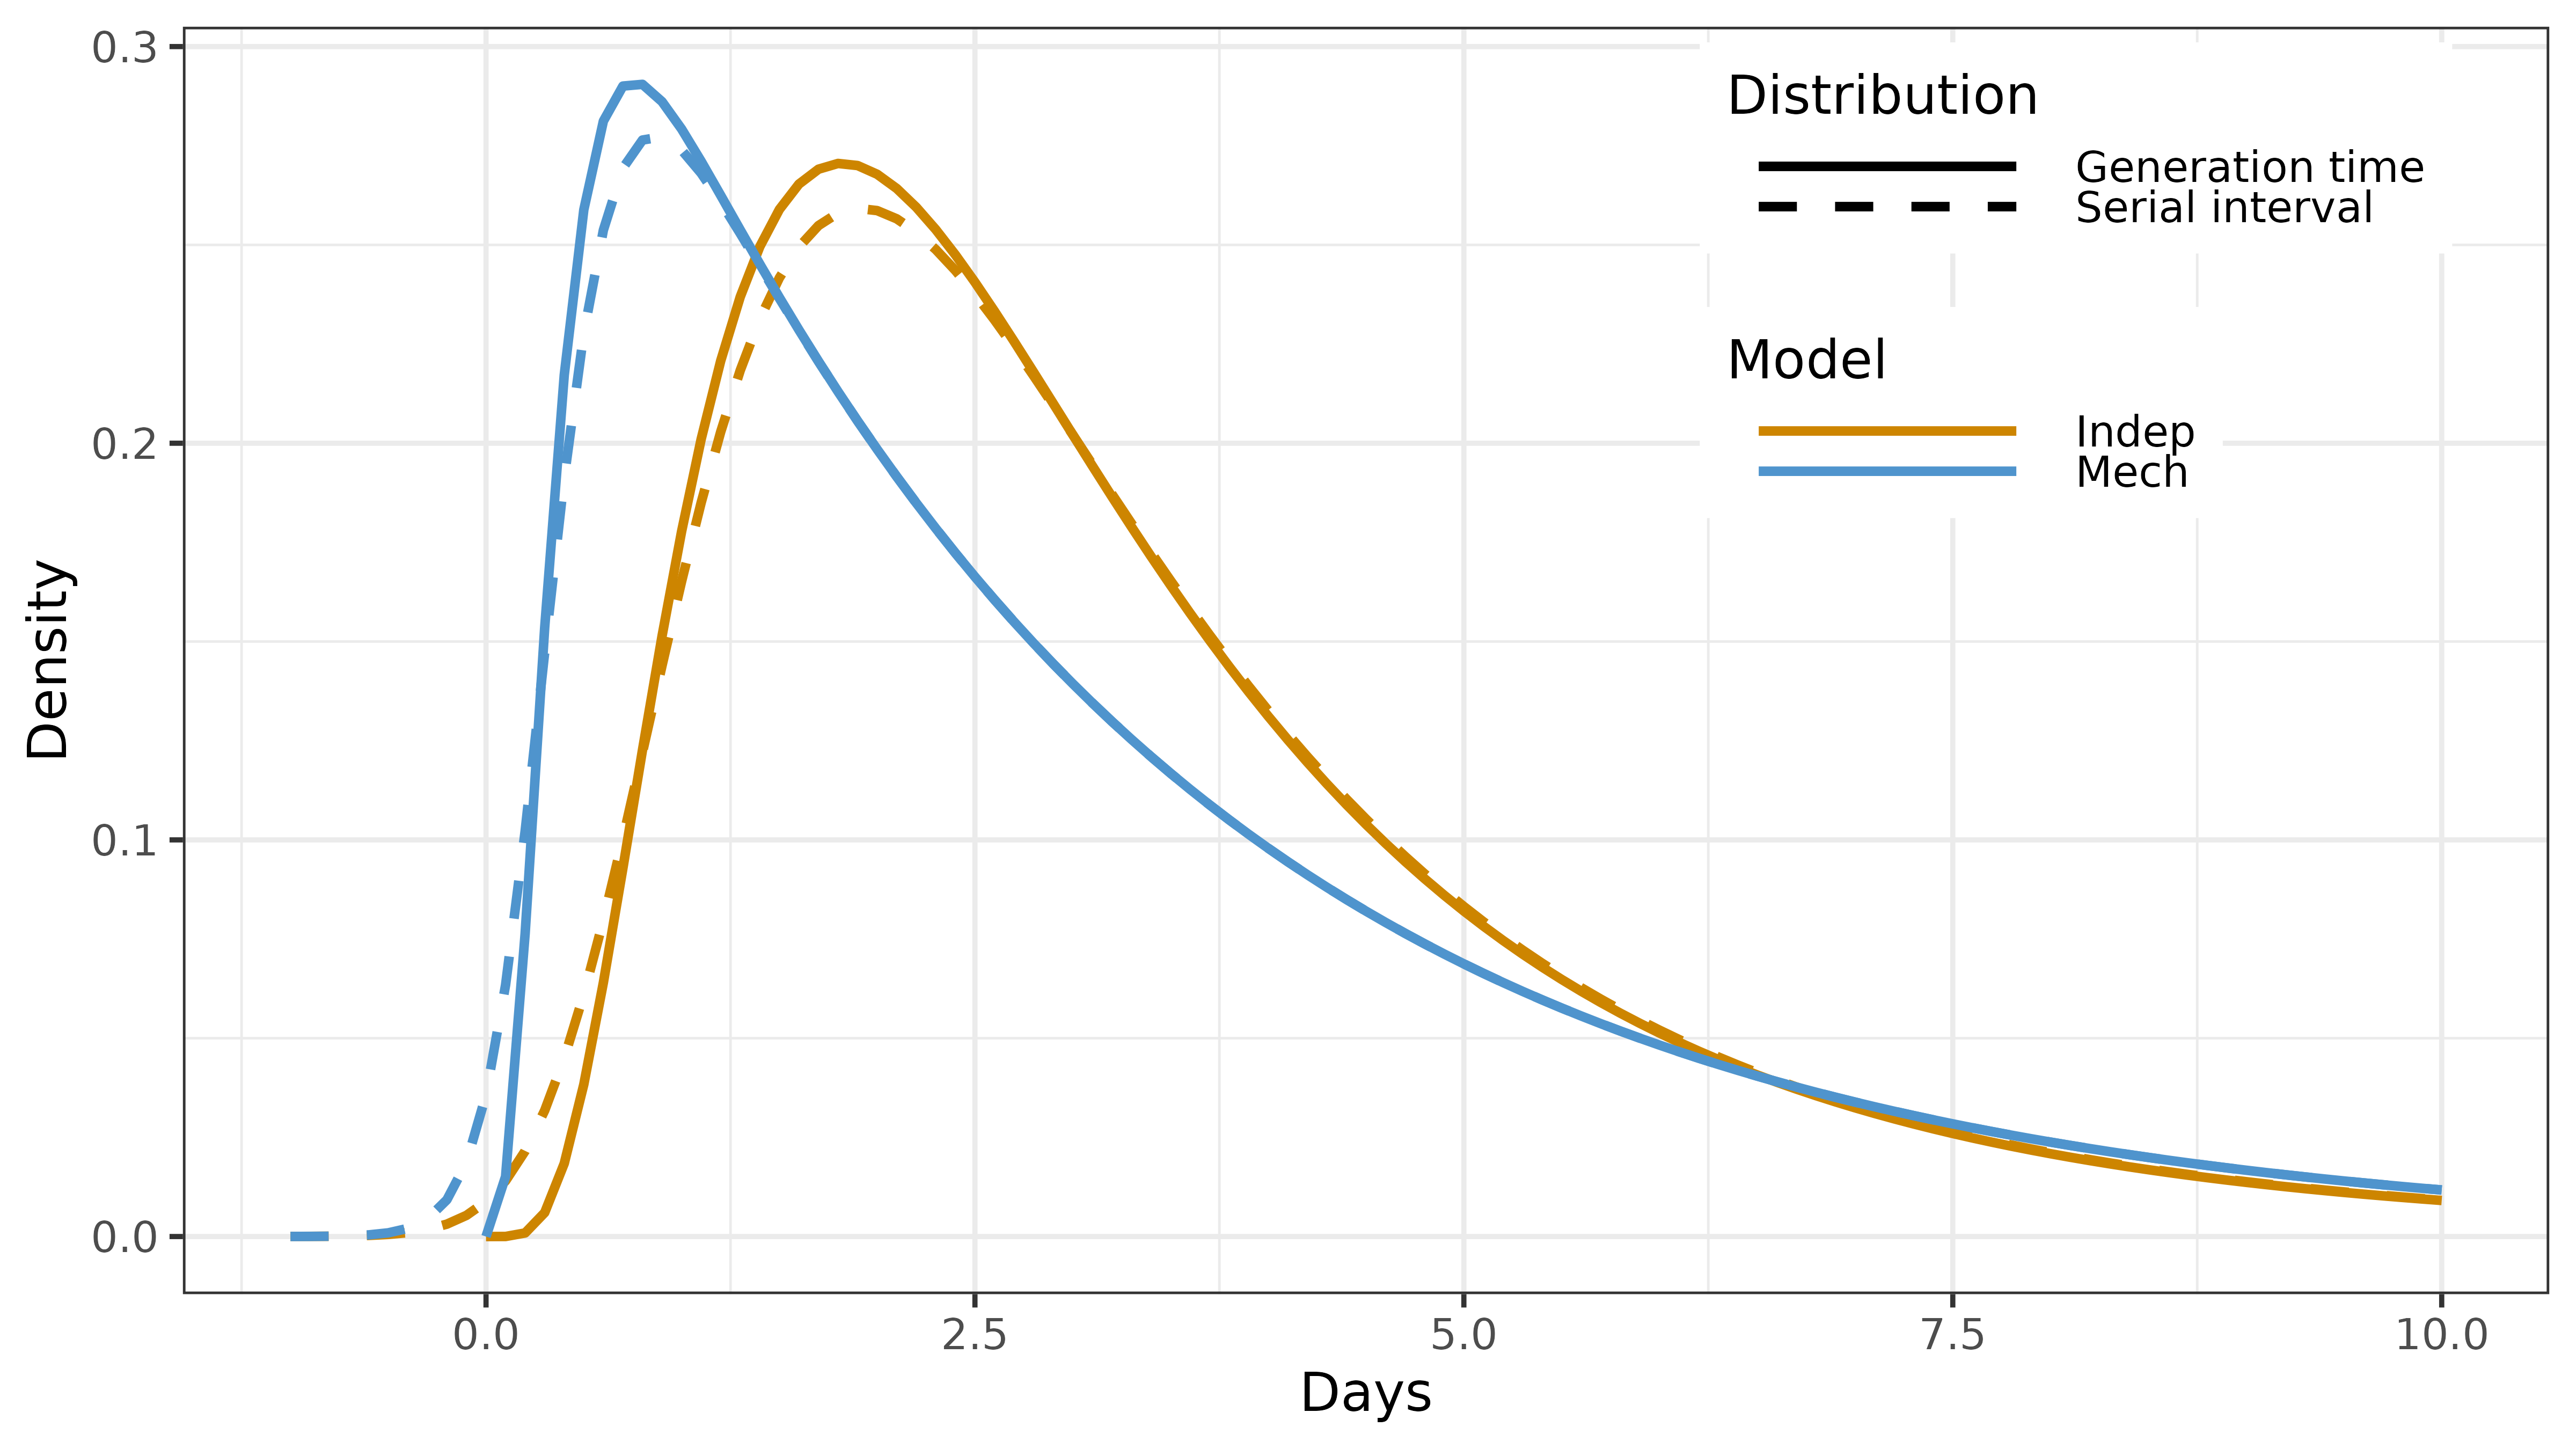 0.3
0.2
0.1
0.0
Density
0.0 2.5 5.0 7.5 10.0
Days
Distribution
Generation time
Serial interval
Model
Indep
Mech